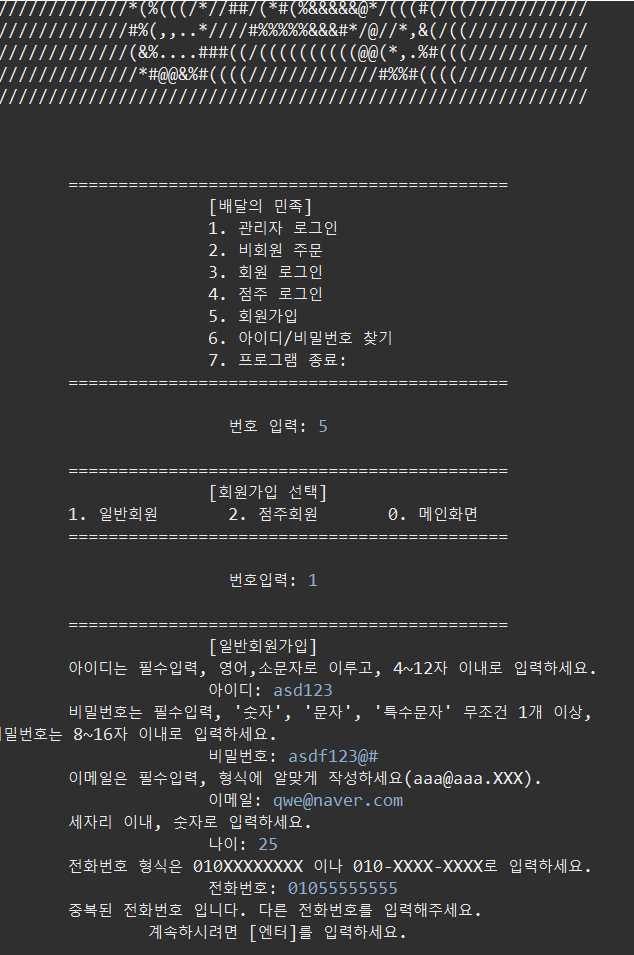 //////////////*(%(((/*//##/(*#(%&&&&&@*/(((#(/((////////////
/////////////#%(,,..*////#%%%%%&&&#*/@//*,&(/((////////////
/////////////(&%....###((/((((((((((@@(*,.%#(((////////////
//////////////*#@@&%#((((/////////////#%%#((((/////////////
///////////////////////////////////////////////////////////
============================================
[배달의 민족]
1. 관리자 로그인
2. 비회원 주문
3. 회원 로그인
4. 점주 로그인
5. 회원가입
6. 아이디/비밀번호 찾기
7. 프로그램 종료:
============================================
번호 입력: 5
============================================
[회원가입 선택]
1. 일반회원 2. 점주회원 0. 메인화면
============================================
번호입력: 1
============================================
[일반회원가입]
아이디는 필수입력, 영어,소문자로 이루고, 4~12자 이내로 입력하세요.
아이디: asd123
비밀번호는 필수입력, '숫자', '문자', '특수문자' 무조건 1개 이상,
비밀번호는 8~16자 이내로 입력하세요.
비밀번호: asdf123@#
이메일은 필수입력, 형식에 알맞게 작성하세요(aaa@aaa.XXX).
이메일: qwe@naver.com
세자리 이내, 숫자로 입력하세요.
나이: 25
전화번호 형식은 010XXXXXXXX 이나 010-XXXX-XXXX로 입력하세요.
전화번호: 01055555555
중복된 전화번호 입니다. 다른 전화번호를 입력해주세요.
계속하시려면 [엔터]를 입력하세요.